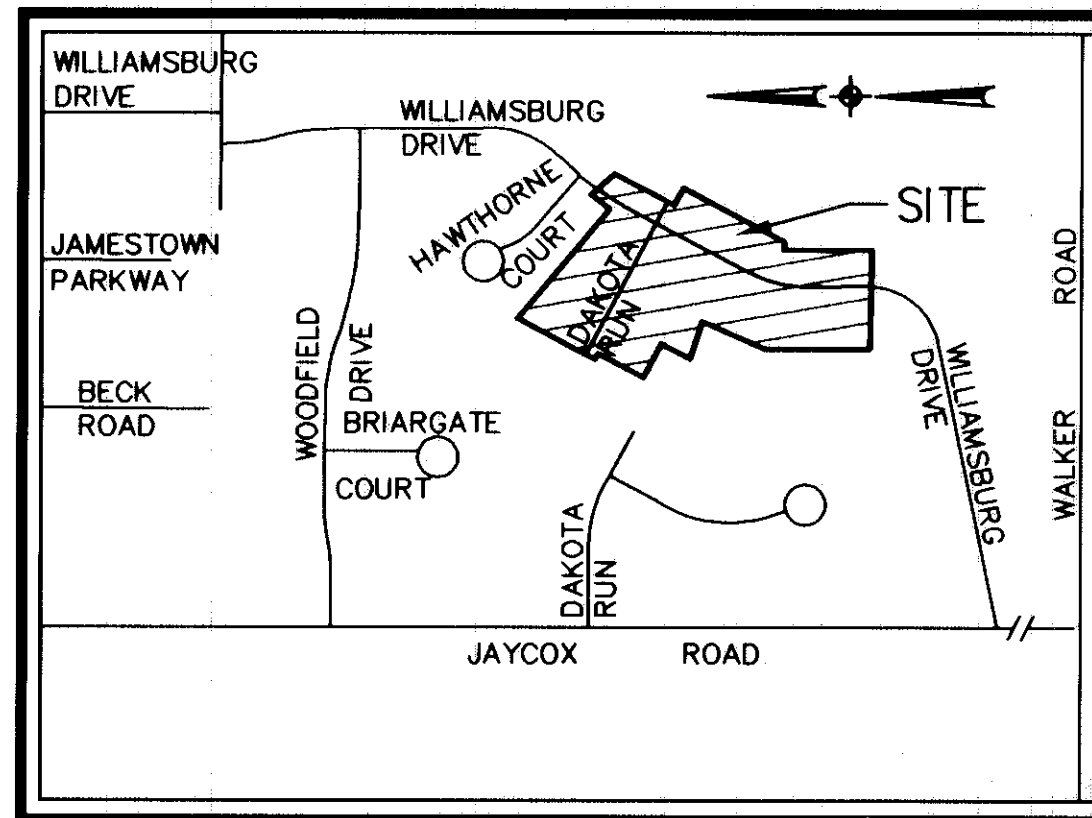 WILLIAMSBURG
DRIVE
WILLIAMSBURG
DRIVE
HAWTHORNE
COURT
SITE
JAMESTOWN
PARKWAY
ROAD
DAKOTA
RUN
WOODFIELD
DRIVE
BECK
ROAD
BRIARGATE
COURT
WILLIAMSBURG
DRIVE
WALKER
DAKOTA
RUN
JAYCOX ROAD